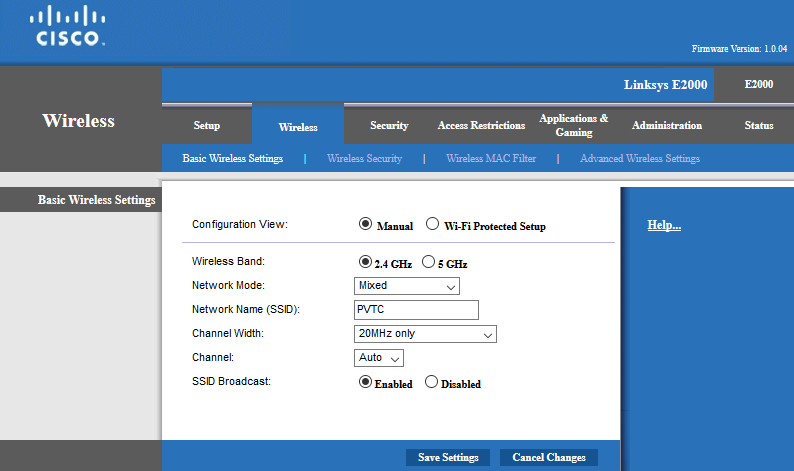 CISCO.
Firmware Version: 1.0.04
Linksys E2000 E2000
Wireless
Setup Wireless Security Access Restrictions Applications & Gaming Administration Status
Basic Wireless Settings | Wireless Security | Wireless MAC Filter | Advanced Wireless Settings
Basic Wireless Settings
Configuration View: Manual Wi-Fi Protected Setup
Help...
Wireless Band: 2.4 GHz 5 GHz
Network Mode: Mixed
Network Name (SSID): PVTC
Channel Width: 20MHz only
Channel: Auto
SSID Broadcast: Enabled Disabled
Save Settings Cancel Changes